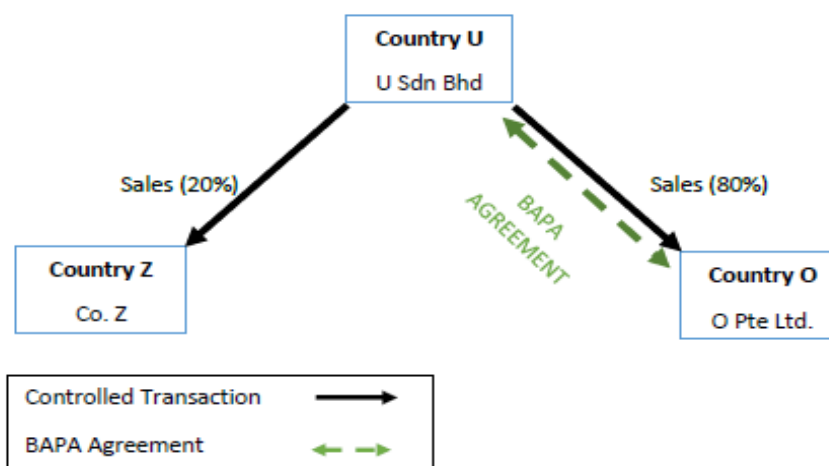 Country U
U Sdn Bhd
Sales (20%)
Sales (80%)
BAPA
AGREEMENT
Country Z
Co. Z
Country O
O Pte Ltd.
Controlled Transaction
BAPA Agreement